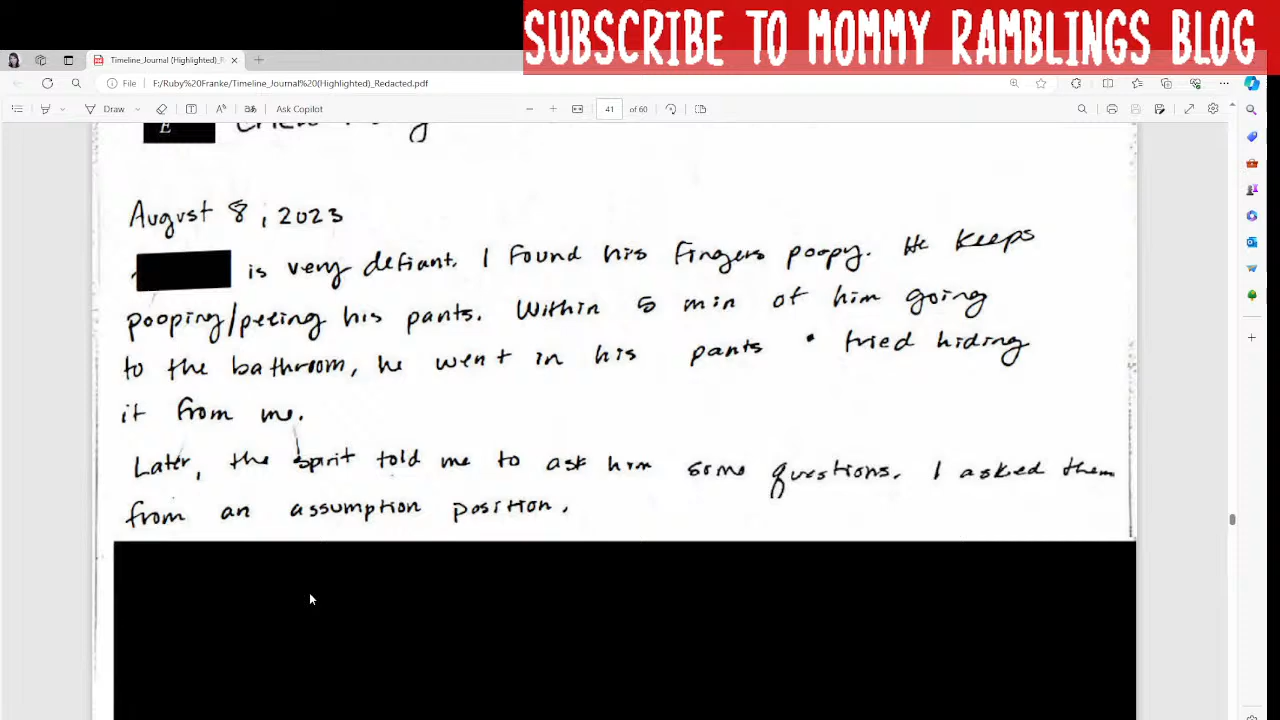 SUBSCRIBE TO MOMMY RAMBLINGS BLOG
Timeline_Journal (Highlighted)_R
File F:/Ruby%20Franke/Timeline_Journal%20(Highlighted)_Redacted.pdf
Draw Ask Copilot 41 of 60
E
August 8, 2023
is very defiant. I found his fingers poopy. He keeps
pooping/peeing his pants. Within 5 min of him going
to the bathroom, he went in his pants • tried hiding
it from me.
Later, the spirit told me to ask him some questions. I asked them
from an assumption position.